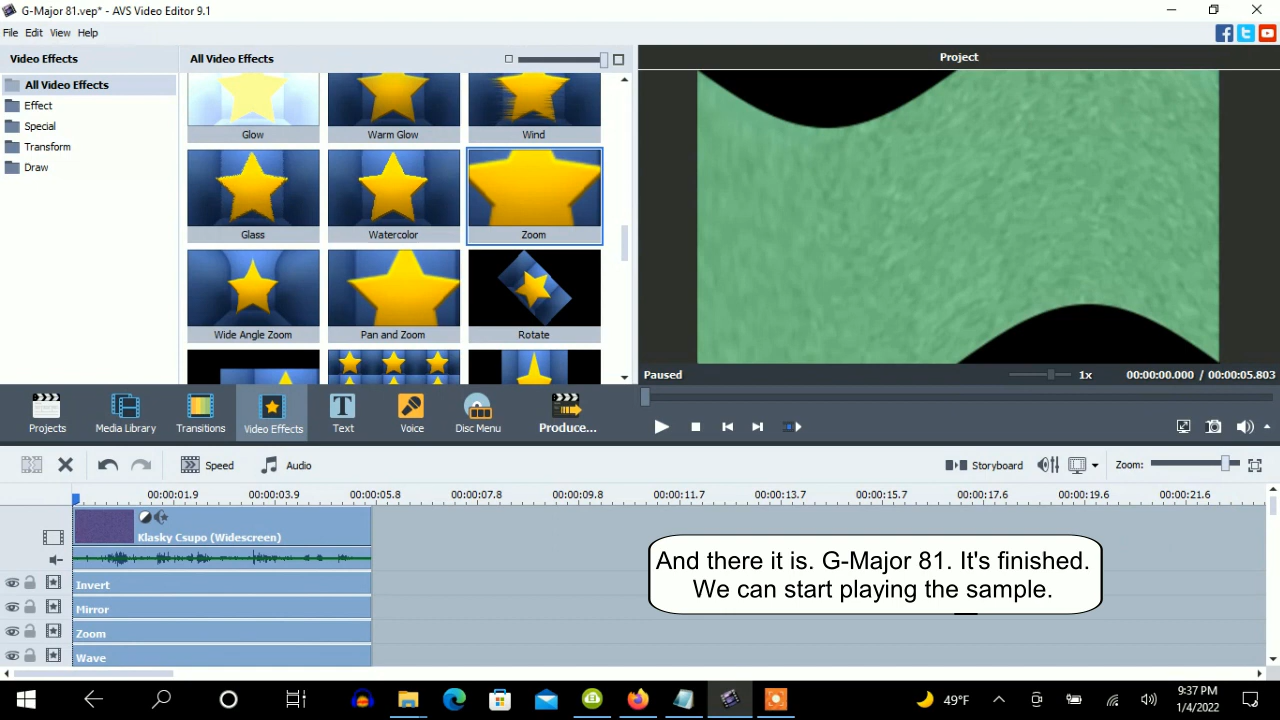 G-Major 81.vep* - AVS Video Editor 9.1
File Edit View Help
Video Effects
All Video Effects
Effect
Special
Transform
Draw
All Video Effects
Glow
Warm Glow
Wind
Glass
Watercolor
Zoom
Wide Angle Zoom
Pan and Zoom
Rotate
Project
Paused
1x
00:00:00.000 / 00:00:05.803
Projects
Media Library
Transitions
Video Effects
Text
Voice
Disc Menu
Produce...
Speed
Audio
Storyboard
Zoom:
00:00:01.9 00:00:03.9 00:00:05.8 00:00:07.8 00:00:09.8 00:00:11.7 00:00:13.7 00:00:15.7 00:00:17.6 00:00:19.6 00:00:21.6
Klasky Csupo (Widescreen)
Invert
Mirror
Zoom
Wave
And there it is. G-Major 81. It's finished.
We can start playing the sample.
49°F
9:37 PM
1/4/2022